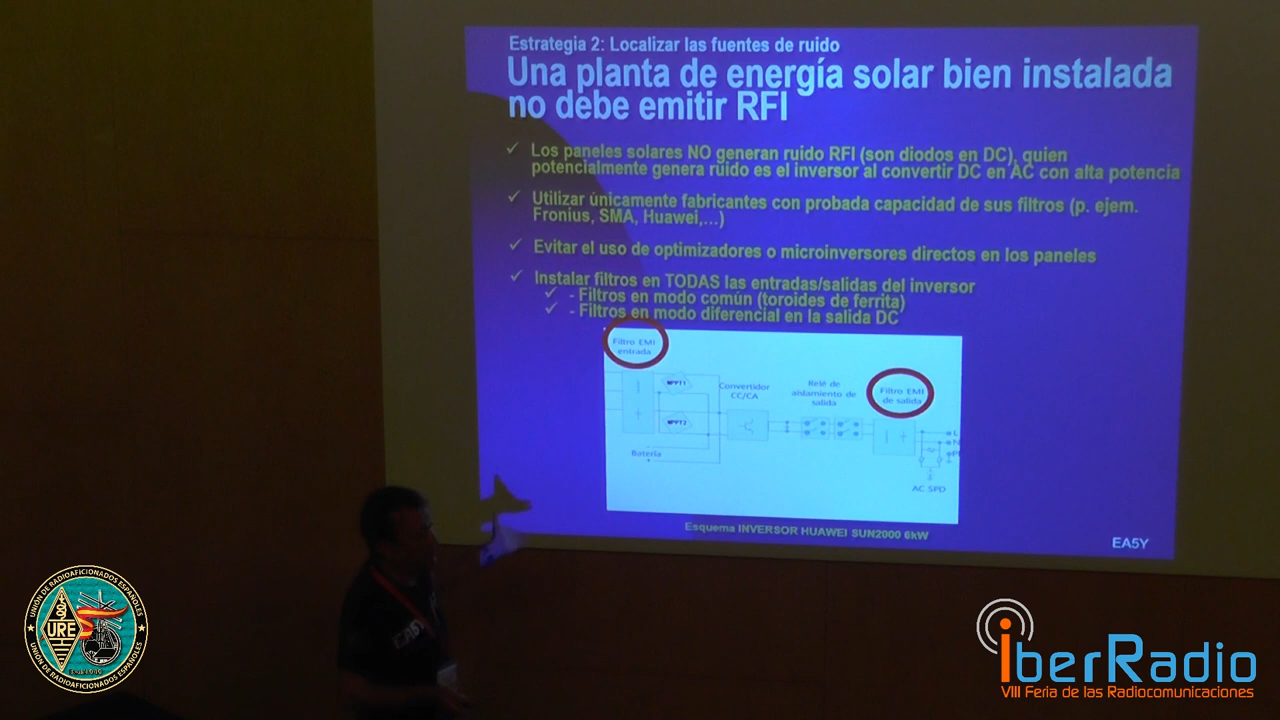 Estrategia 2: Localizar las fuentes de ruido
Una planta de energía solar bien instalada
no debe emitir RFI
✓ Los paneles solares NO generan ruido RFI (son diodos en DC), quien
potencialmente genera ruido es el inversor al convertir DC en AC con alta potencia
✓ Utilizar únicamente fabricantes con probada capacidad de sus filtros (p. ejem.
Fronius, SMA, Huawei,...)
✓ Evitar el uso de optimizadores o microinversores directos en los paneles
✓ Instalar filtros en TODAS las entradas/salidas del inversor
✓ - Filtros en modo común (toroides de ferrita)
✓ - Filtros en modo diferencial en la salida DC
Filtro EMI
entrada
MPPT1
MPPT2
Batería
Convertidor
CC/CA
Relé de
aislamiento de
salida
Filtro EMI
de salida
L
N
AC SPD
Esquema INVERSOR HUAWEI SUN2000 6kW
EA5Y
UNIÓN DE RADIOAFICIONADOS ESPAÑOLES
URE
UNIÓN DE RADIOAFICIONADOS ESPAÑOLES
IberRadio
VIII Feria de las Radiocomunicaciones